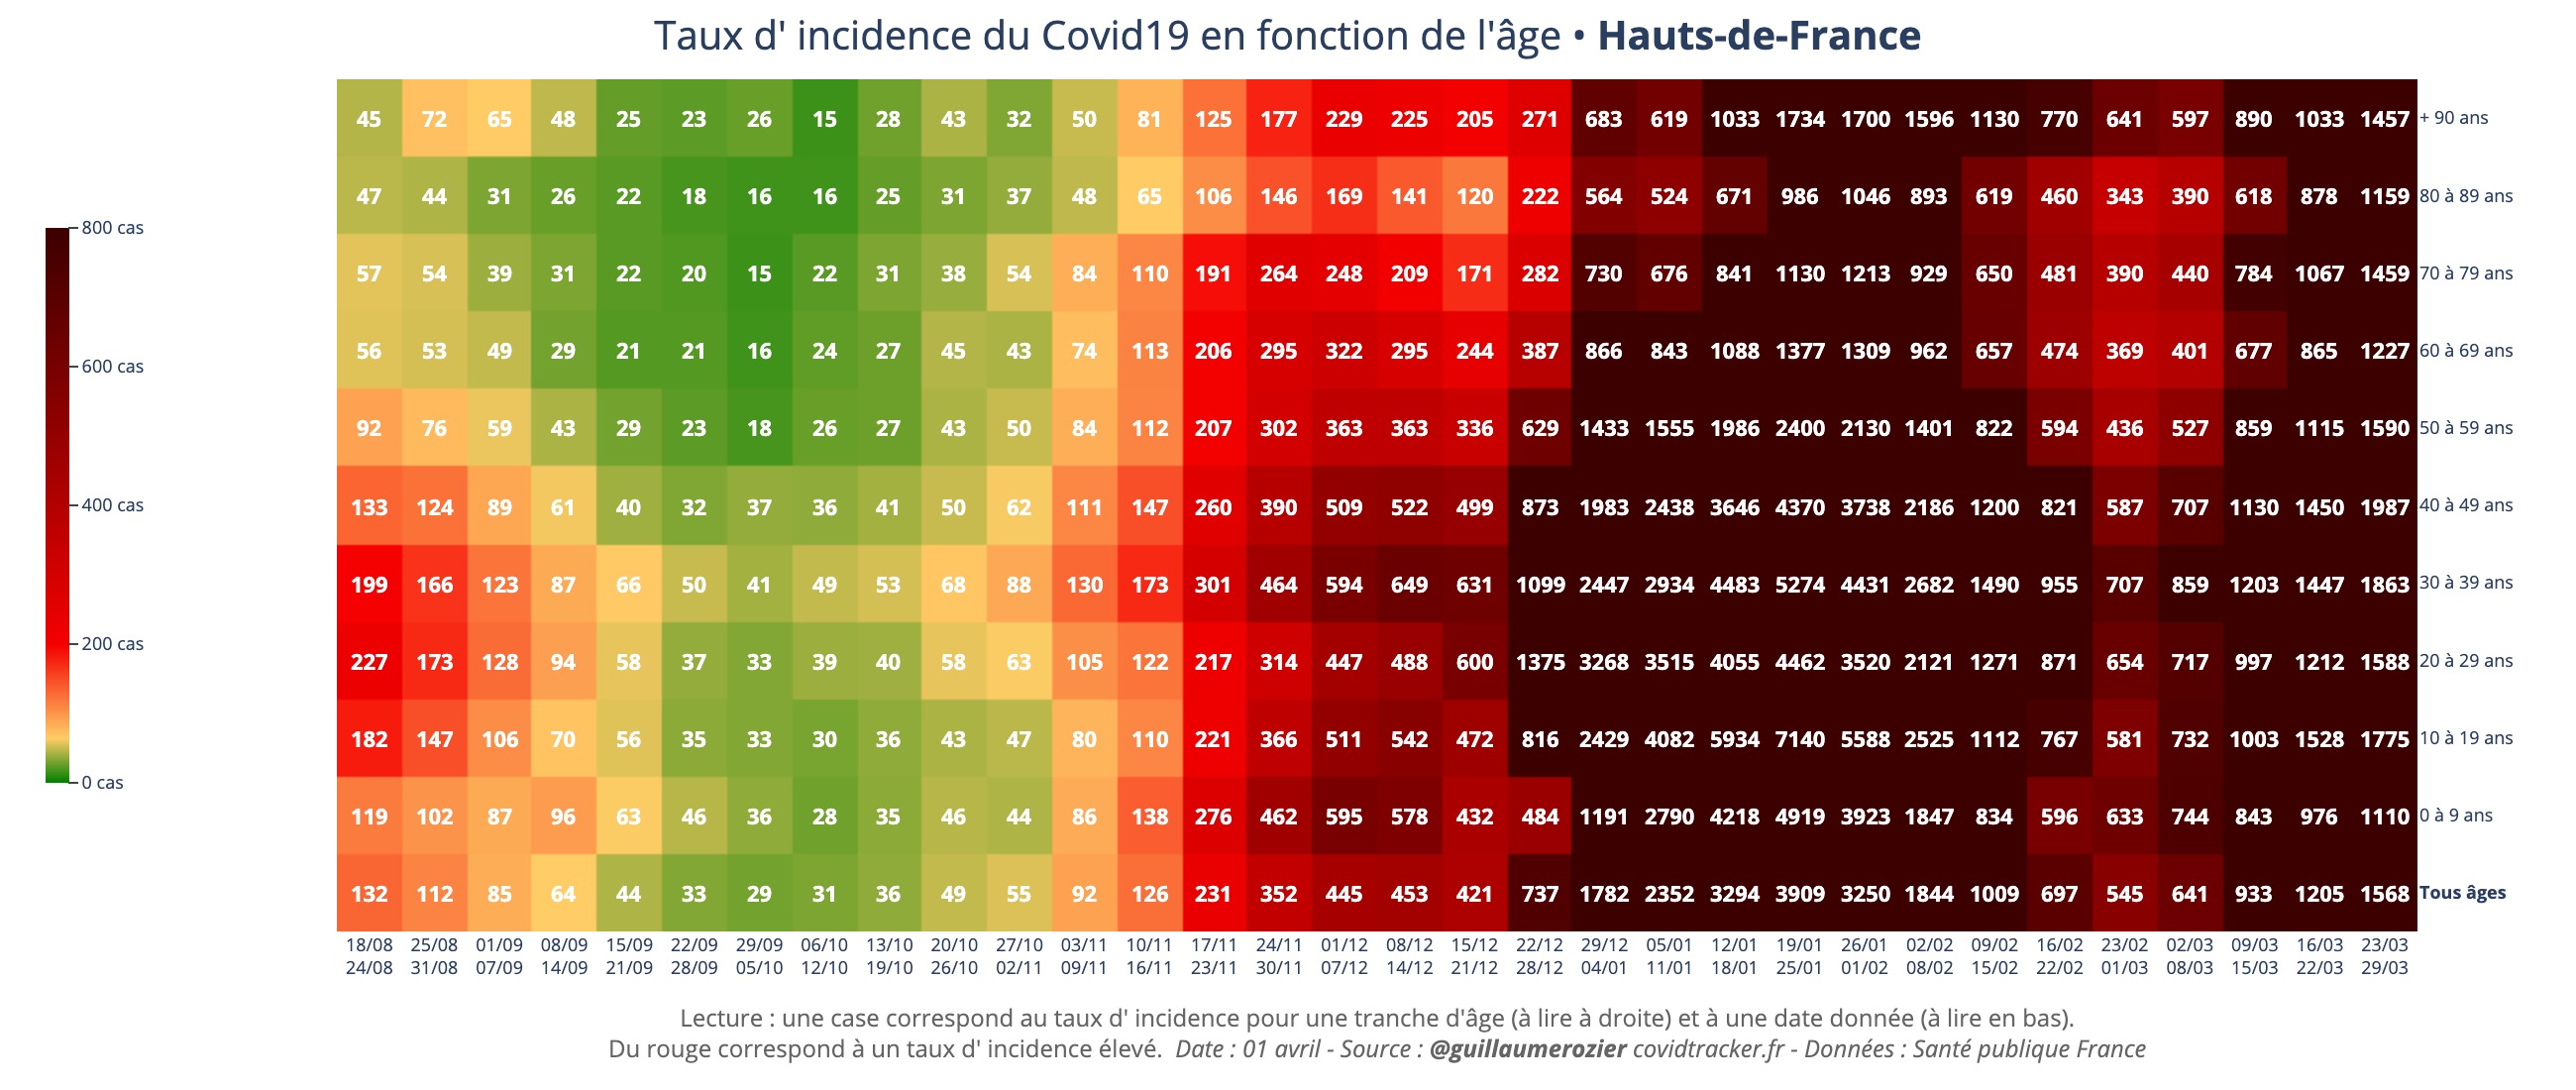 Taux d' incidence du Covid19 en fonction de l'âge • Hauts-de-France
800 cas
600 cas
400 cas
200 cas
0 cas
45 72 65 48 25 23 26 15 28 43 32 50 81 125 177 229 225 205 271 683 619 1033 1734 1700 1596 1130 770 641 597 890 1033 1457 + 90 ans
47 44 31 26 22 18 16 16 25 31 37 48 65 106 146 169 141 120 222 564 524 671 986 1046 893 619 460 343 390 618 878 1159 80 à 89 ans
57 54 39 31 22 20 15 22 31 38 54 84 110 191 264 248 209 171 282 730 676 841 1130 1213 929 650 481 390 440 784 1067 1459 70 à 79 ans
56 53 49 29 21 21 16 24 27 45 43 74 113 206 295 322 295 244 387 866 843 1088 1377 1309 962 657 474 369 401 677 865 1227 60 à 69 ans
92 76 59 43 29 23 18 26 27 43 50 84 112 207 302 363 363 336 629 1433 1555 1986 2400 2130 1401 822 594 436 527 859 1115 1590 50 à 59 ans
133 124 89 61 40 32 37 36 41 50 62 111 147 260 390 509 522 499 873 1983 2438 3646 4370 3738 2186 1200 821 587 707 1130 1450 1987 40 à 49 ans
199 166 123 87 66 50 41 49 53 68 88 130 173 301 464 594 649 631 1099 2447 2934 4483 5274 4431 2682 1490 955 707 859 1203 1447 1863 30 à 39 ans
227 173 128 94 58 37 33 39 40 58 63 105 122 217 314 447 488 600 1375 3268 3515 4055 4462 3520 2121 1271 871 654 717 997 1212 1588 20 à 29 ans
182 147 106 70 56 35 33 30 36 43 47 80 110 221 366 511 542 472 816 2429 4082 5934 7140 5588 2525 1112 767 581 732 1003 1528 1775 10 à 19 ans
119 102 87 96 63 46 36 28 35 46 44 86 138 276 462 595 578 432 484 1191 2790 4218 4919 3923 1847 834 596 633 744 843 976 1110 0 à 9 ans
132 112 85 64 44 33 29 31 36 49 55 92 126 231 352 445 453 421 737 1782 2352 3294 3909 3250 1844 1009 697 545 641 933 1205 1568 Tous âges
18/08 25/08 01/09 08/09 15/09 22/09 29/09 06/10 13/10 20/10 27/10 03/11 10/11 17/11 24/11 01/12 08/12 15/12 22/12 29/12 05/01 12/01 19/01 26/01 02/02 09/02 16/02 23/02 02/03 09/03 16/03 23/03
24/08 31/08 07/09 14/09 21/09 28/09 05/10 12/10 19/10 26/10 02/11 09/11 16/11 23/11 30/11 07/12 14/12 21/12 28/12 04/01 11/01 18/01 25/01 01/02 08/02 15/02 22/02 01/03 08/03 15/03 22/03 29/03
Lecture : une case correspond au taux d' incidence pour une tranche d'âge (à lire à droite) et à une date donnée (à lire en bas).
Du rouge correspond à un taux d' incidence élevé. Date : 01 avril - Source : @guillaumerozier covidtracker.fr - Données : Santé publique France